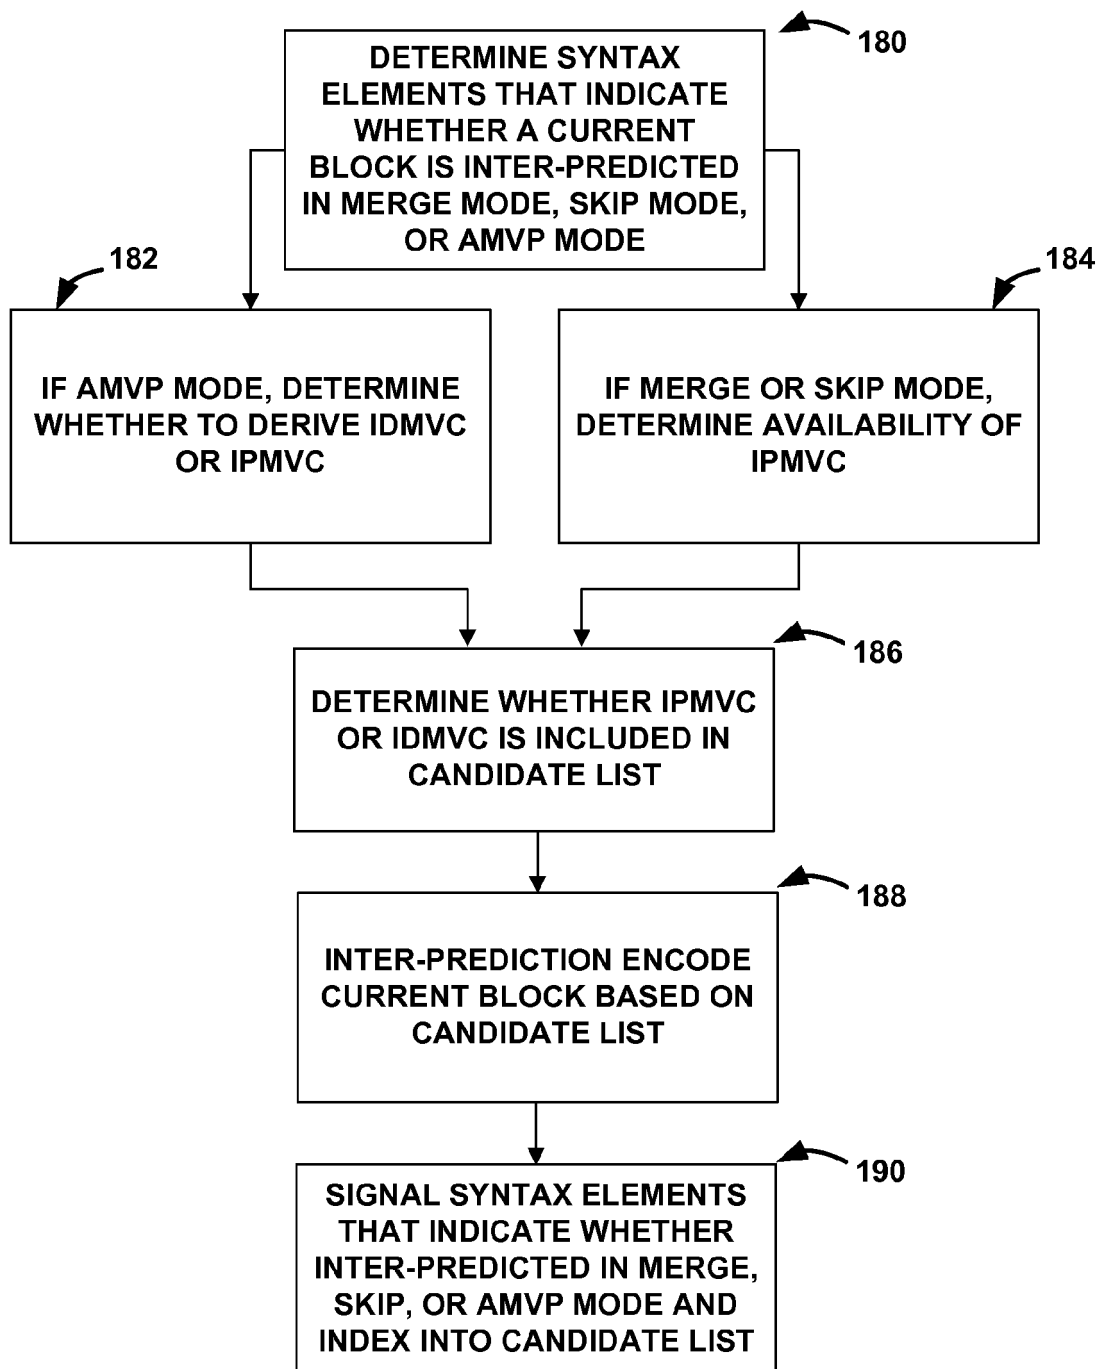 180
DETERMINE SYNTAX
ELEMENTS THAT INDICATE
WHETHER A CURRENT
BLOCK IS INTER-PREDICTED
IN MERGE MODE, SKIP MODE,
OR AMVP MODE
182
IF AMVP MODE, DETERMINE
WHETHER TO DERIVE IDMVC
OR IPMVC
184
IF MERGE OR SKIP MODE,
DETERMINE AVAILABILITY OF
IPMVC
186
DETERMINE WHETHER IPMVC
OR IDMVC IS INCLUDED IN
CANDIDATE LIST
188
INTER-PREDICTION ENCODE
CURRENT BLOCK BASED ON
CANDIDATE LIST
190
SIGNAL SYNTAX ELEMENTS
THAT INDICATE WHETHER
INTER-PREDICTED IN MERGE,
SKIP, OR AMVP MODE AND
INDEX INTO CANDIDATE LIST